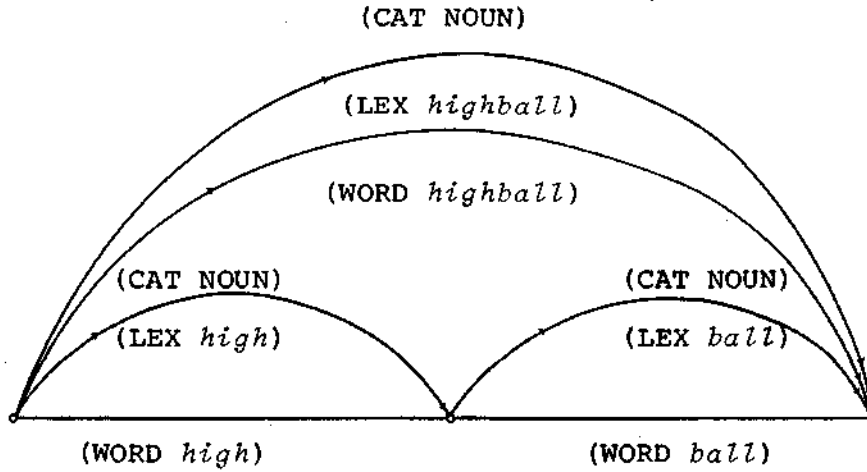 (CAT NOUN)
(LEX highball)
(WORD highball)
(CAT NOUN) (CAT NOUN)
(LEX high) (LEX ball)
(WORD high) (WORD ball)